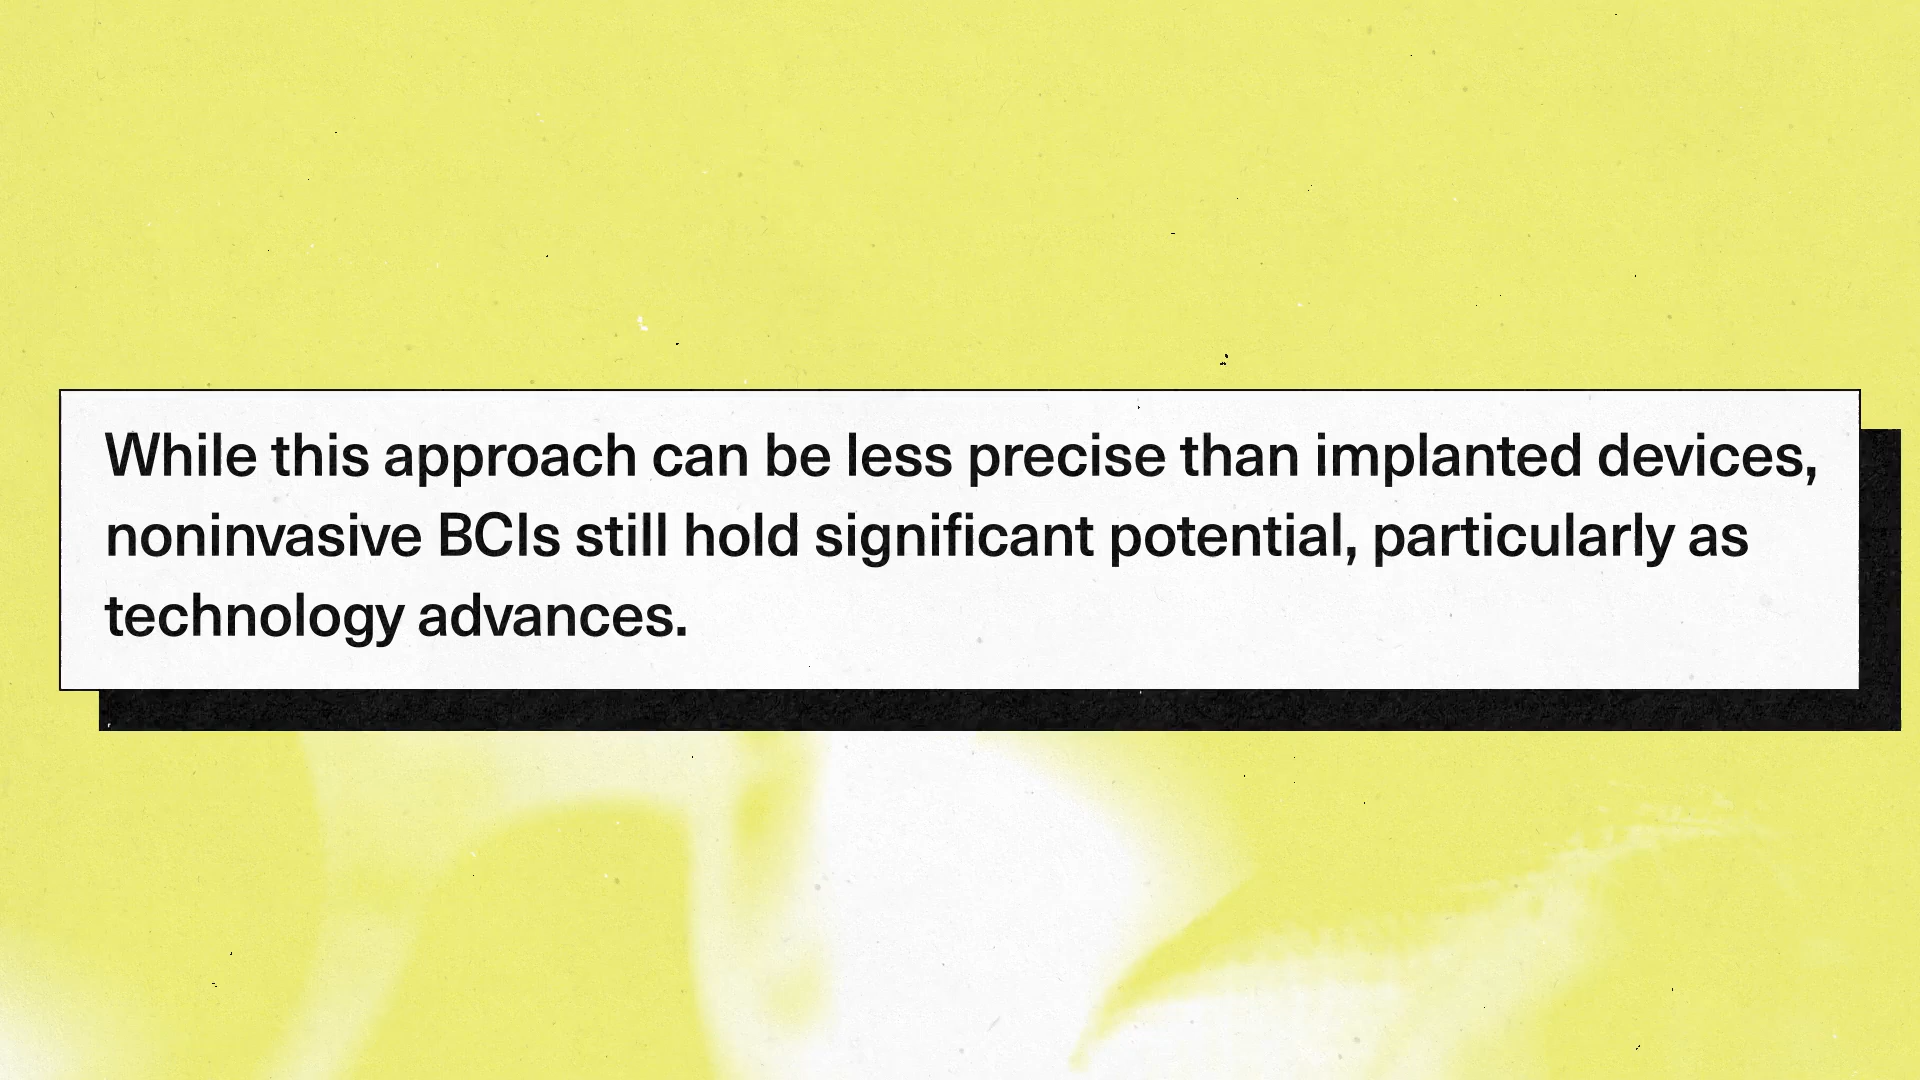 While this approach can be less precise than implanted devices,
noninvasive BCIs still hold significant potential, particularly as
technology advances.